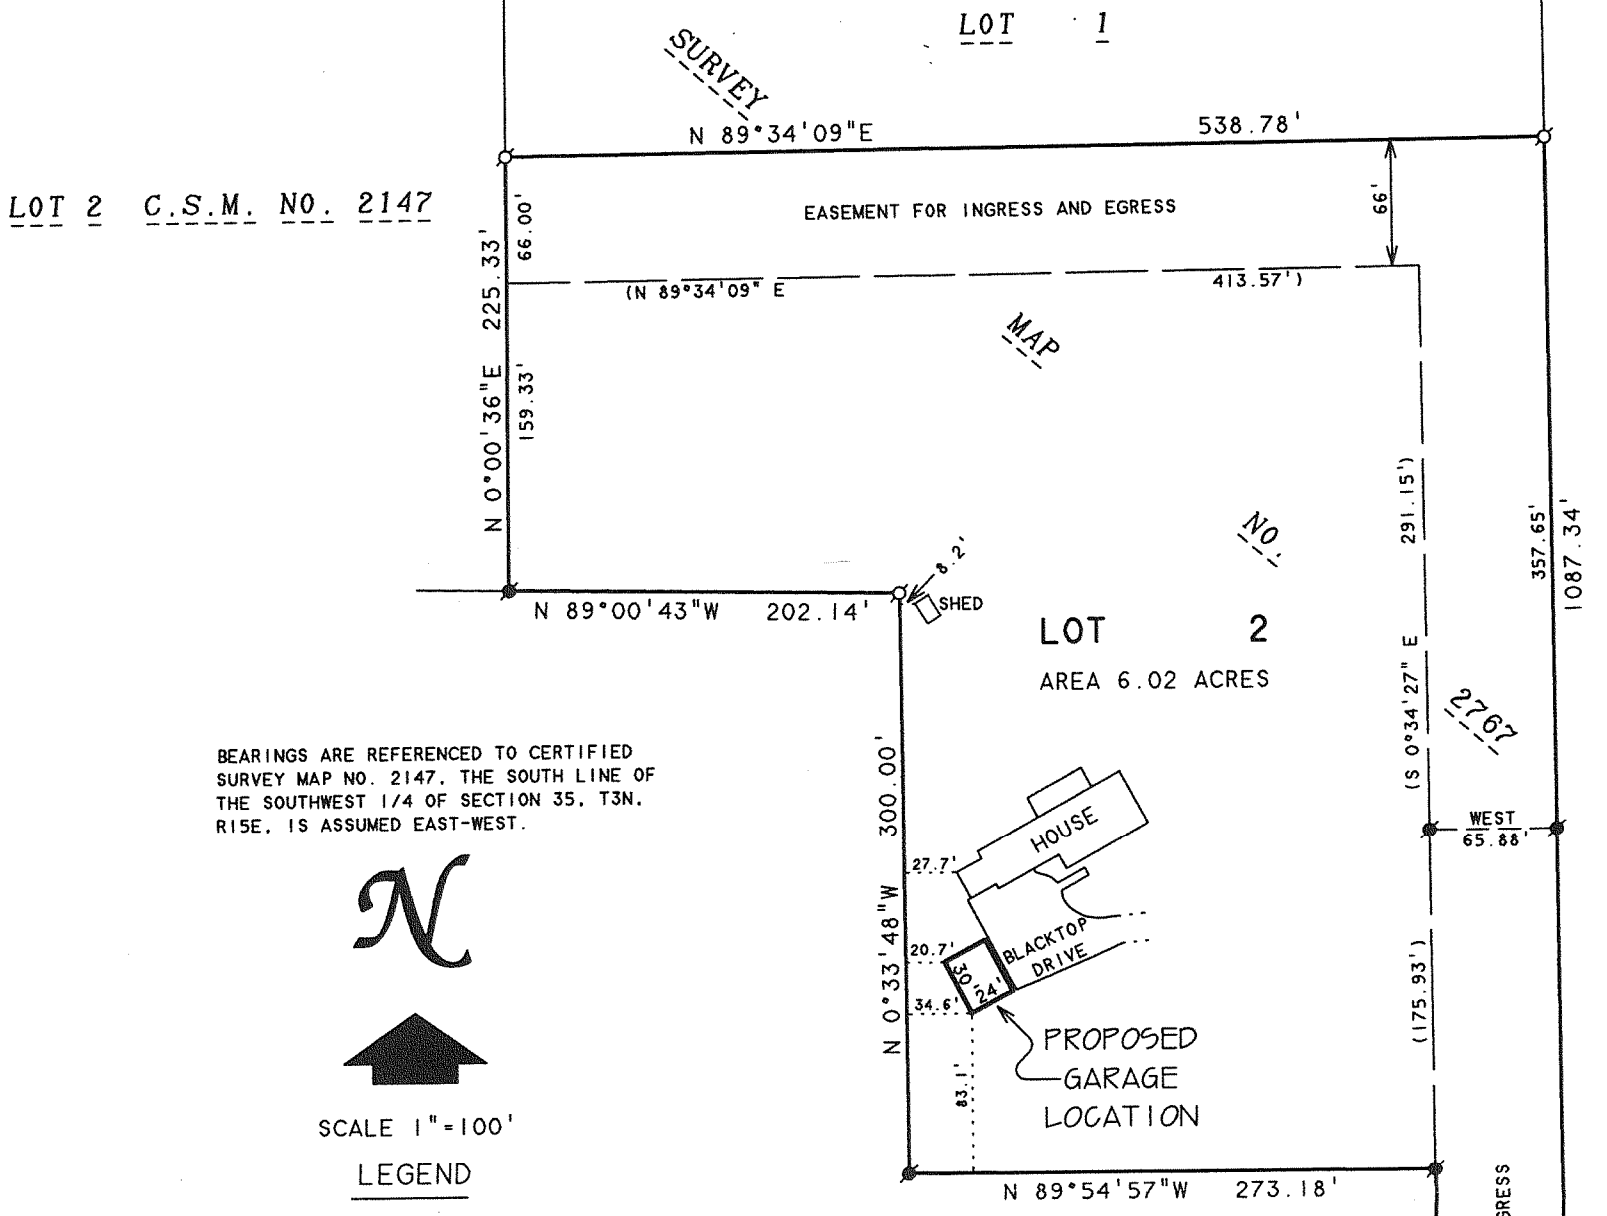 LOT 1
SURVEY
N 89°34'09"E 538.78'
LOT 2 C.S.M. NO. 2147
66.00'
EASEMENT FOR INGRESS AND EGRESS
66'
N 0°00'36"E 225.33'
(N 89°34'09" E 413.57')
MAP
159.33'
NO.
291.15')
357.65'
1087.34'
8.2'
SHED
N 89°00'43"W 202.14'
LOT 2
AREA 6.02 ACRES
(S 0°34'27" E
2767
BEARINGS ARE REFERENCED TO CERTIFIED
SURVEY MAP NO. 2147. THE SOUTH LINE OF
THE SOUTHWEST 1/4 OF SECTION 35, T3N,
R15E, IS ASSUMED EAST-WEST.
N 0°33'48"W 300.00'
HOUSE
WEST
65.88'
27.7'
N
BLACKTOP
DRIVE
20.7'
30'
24'
34.6'
(175.93')
PROPOSED
GARAGE
LOCATION
83.1'
SCALE 1"=100'
LEGEND
N 89°54'57"W 273.18'
GRESS